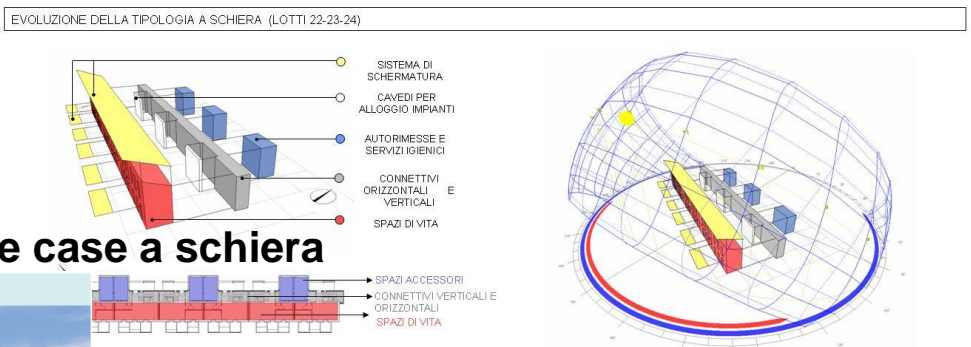 EVOLUZIONE DELLA TIPOLOGIA A SCHIERA (LOTTI 22-23-24)
SISTEMA DI
SCHERMATURA
CAVEDI PER
ALLOGGIO IMPIANTI
AUTORIMESSE E
SERVIZI IGIENICI
CONNETTIVI
ORIZZONTALI E
VERTICALI
SPAZI DI VITA
e case a schiera
SPAZI ACCESSORI
CONNETTIVI VERTICALI E
ORIZZONTALI
SPAZI DI VITA